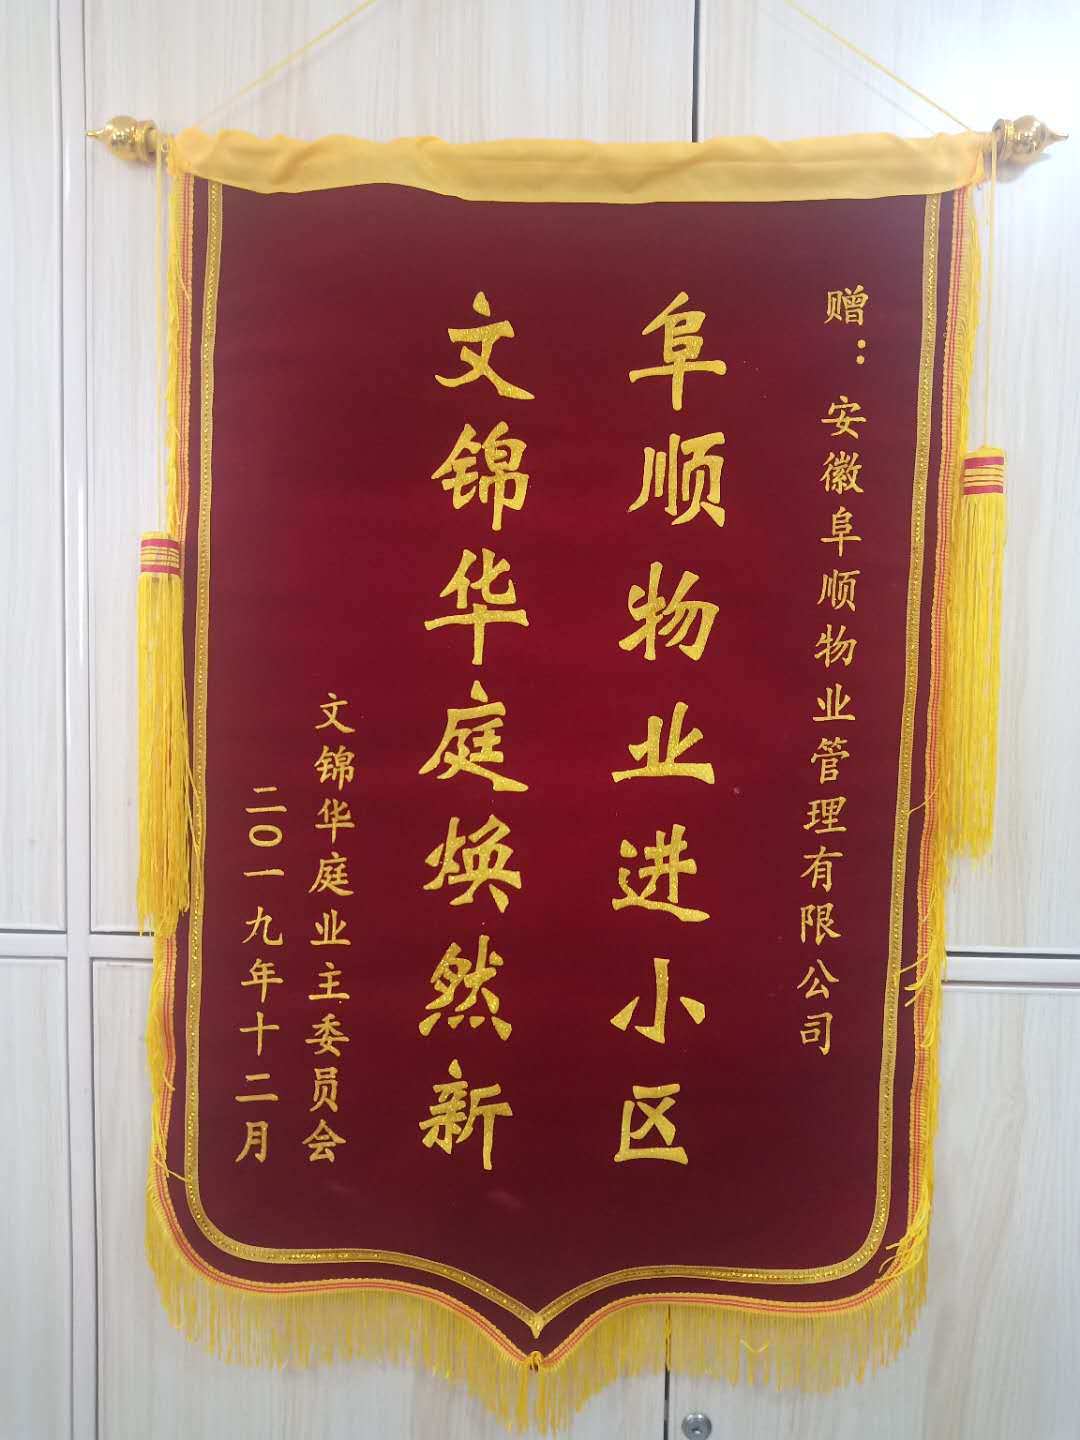 赠：安徽阜顺物业管理有限公司
阜顺物业进小区
文锦华庭焕然新
文锦华庭业主委员会
二〇一九年十二月